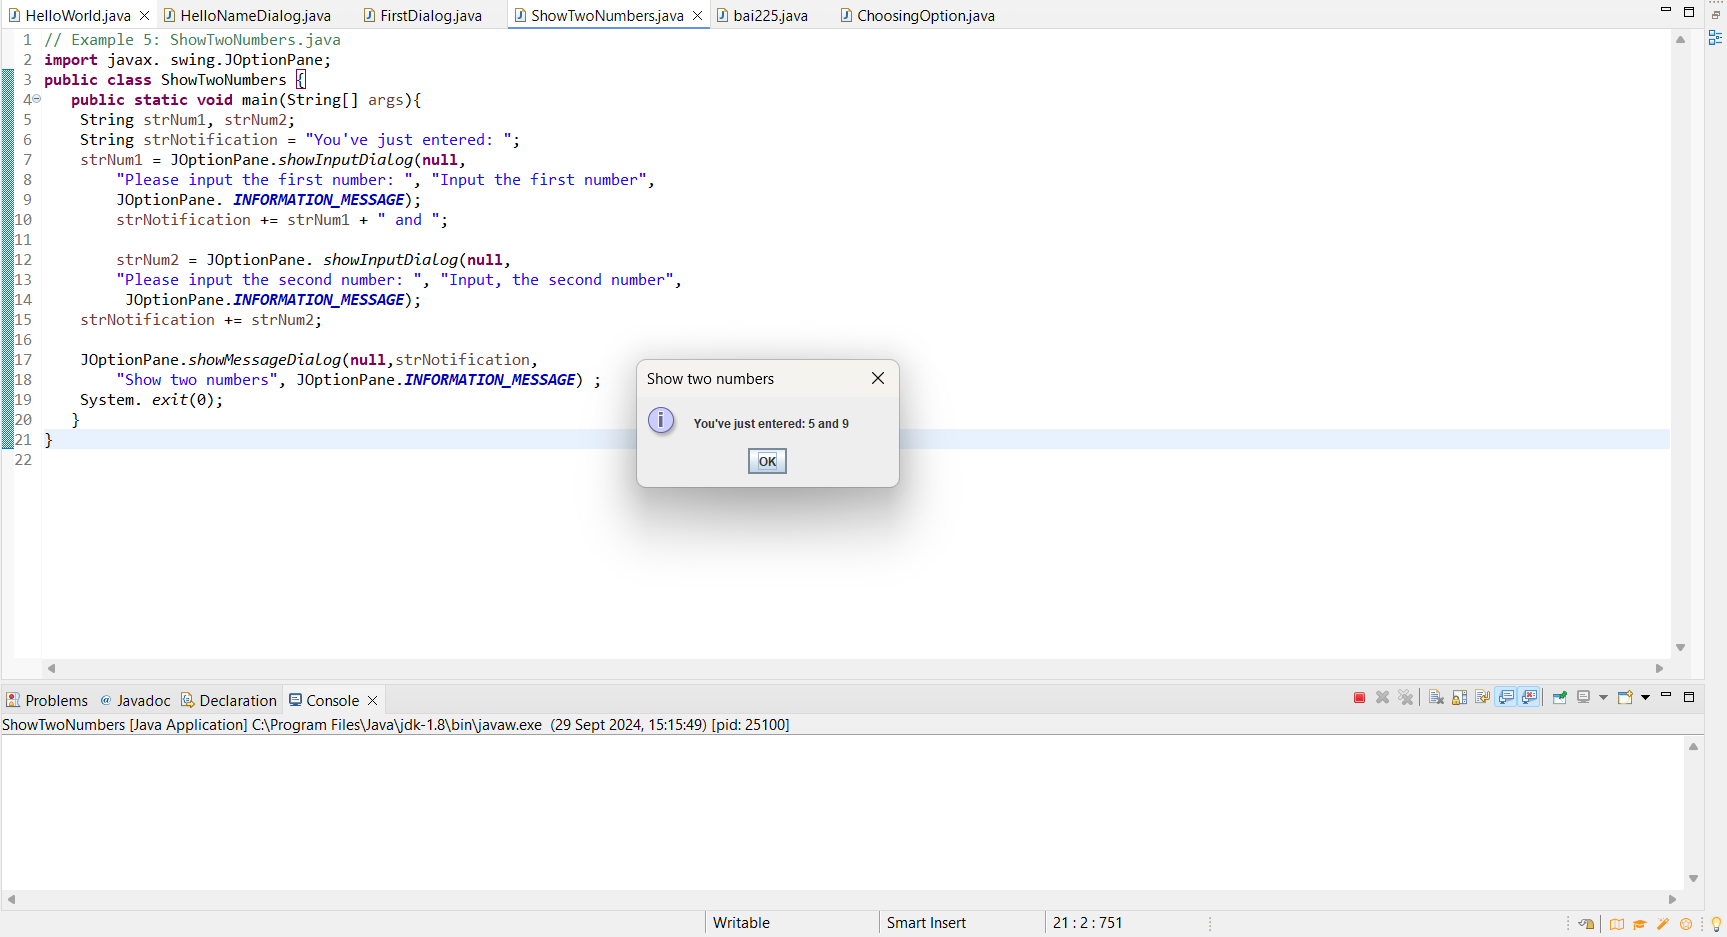 HelloWorld.java HelloNameDialog.java FirstDialog.java ShowTwoNumbers.java bai225.java ChoosingOption.java
1 // Example 5: ShowTwoNumbers.java
2 import javax. swing.JOptionPane;
3 public class ShowTwoNumbers {
4 public static void main(String[] args){
5 String strNum1, strNum2;
6 String strNotification = "You've just entered: ";
7 strNum1 = JOptionPane.showInputDialog(null,
8 "Please input the first number: ", "Input the first number",
9 JOptionPane. INFORMATION_MESSAGE);
10 strNotification += strNum1 + " and ";
11
12 strNum2 = JOptionPane. showInputDialog(null,
13 "Please input the second number: ", "Input, the second number",
14 JOptionPane.INFORMATION_MESSAGE);
15 strNotification += strNum2;
16
17 JOptionPane.showMessageDialog(null,strNotification,
18 "Show two numbers", JOptionPane.INFORMATION_MESSAGE) ;
19 System. exit(0);
20 }
21 }
22
Show two numbers
You've just entered: 5 and 9
OK
Problems Javadoc Declaration Console
ShowTwoNumbers [Java Application] C:\Program Files\Java\jdk-1.8\bin\javaw.exe (29 Sept 2024, 15:15:49) [pid: 25100]
Writable Smart Insert 21 : 2 : 751